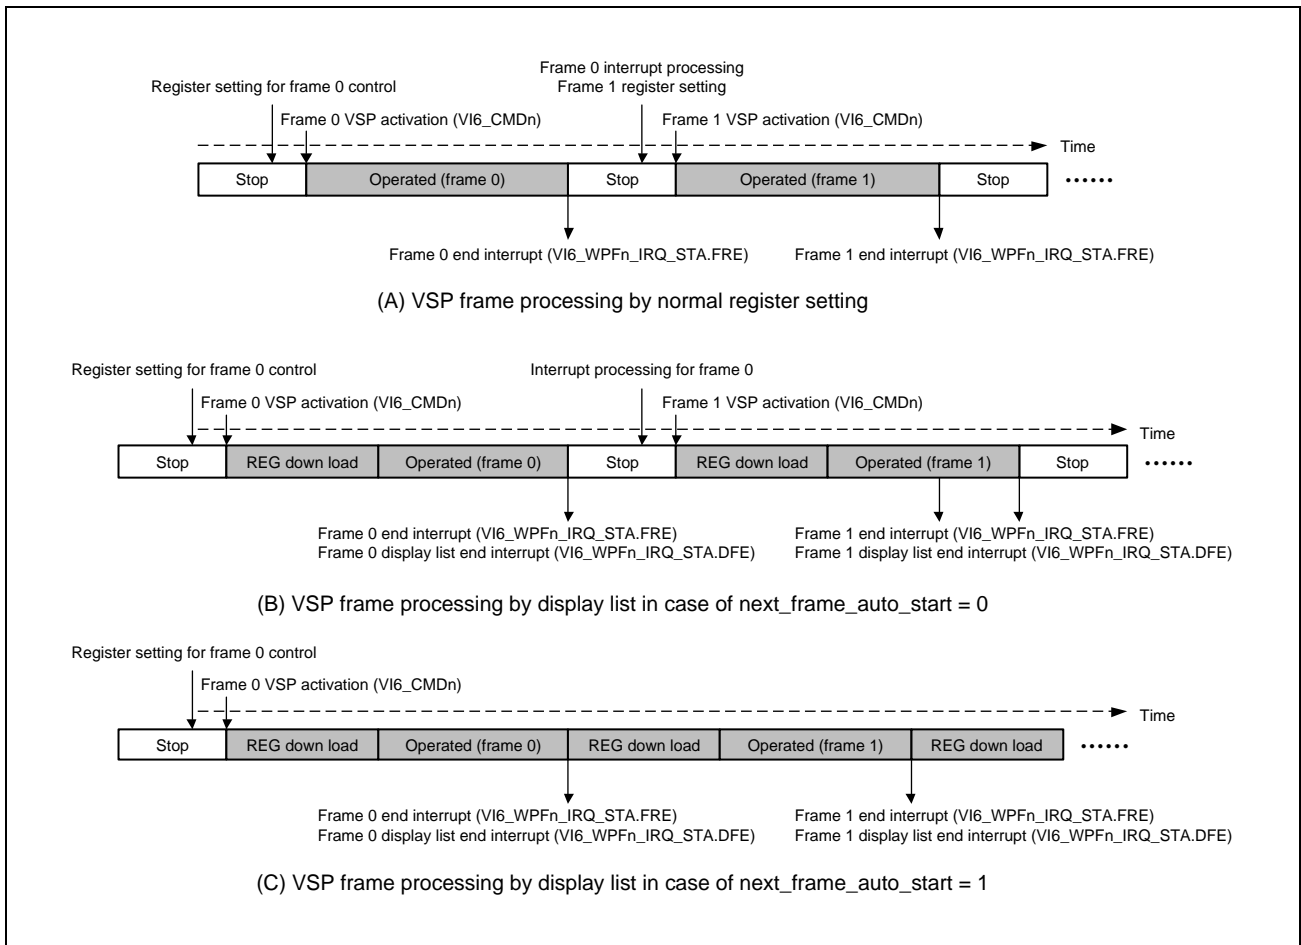 Frame 0 interrupt processing
Register setting for frame 0 control
Frame 1 register setting
Frame 0 VSP activation (VI6_CMDn)
Frame 1 VSP activation (VI6_CMDn)
Time
Stop
Operated (frame 0)
Stop
Operated (frame 1)
Stop
Frame 0 end interrupt (VI6_WPFn_IRQ_STA.FRE)
Frame 1 end interrupt (VI6_WPFn_IRQ_STA.FRE)
(A) VSP frame processing by normal register setting
Register setting for frame 0 control
Interrupt processing for frame 0
Frame 0 VSP activation (VI6_CMDn)
Frame 1 VSP activation (VI6_CMDn)
Time
Stop
REG down load
Operated (frame 0)
Stop
REG down load
Operated (frame 1)
Stop
Frame 0 end interrupt (VI6_WPFn_IRQ_STA.FRE)
Frame 0 display list end interrupt (VI6_WPFn_IRQ_STA.DFE)
Frame 1 end interrupt (VI6_WPFn_IRQ_STA.FRE)
Frame 1 display list end interrupt (VI6_WPFn_IRQ_STA.DFE)
(B) VSP frame processing by display list in case of next_frame_auto_start = 0
Register setting for frame 0 control
Frame 0 VSP activation (VI6_CMDn)
Time
Stop
REG down load
Operated (frame 0)
REG down load
Operated (frame 1)
REG down load
Frame 0 end interrupt (VI6_WPFn_IRQ_STA.FRE)
Frame 0 display list end interrupt (VI6_WPFn_IRQ_STA.DFE)
Frame 1 end interrupt (VI6_WPFn_IRQ_STA.FRE)
Frame 1 display list end interrupt (VI6_WPFn_IRQ_STA.DFE)
(C) VSP frame processing by display list in case of next_frame_auto_start = 1